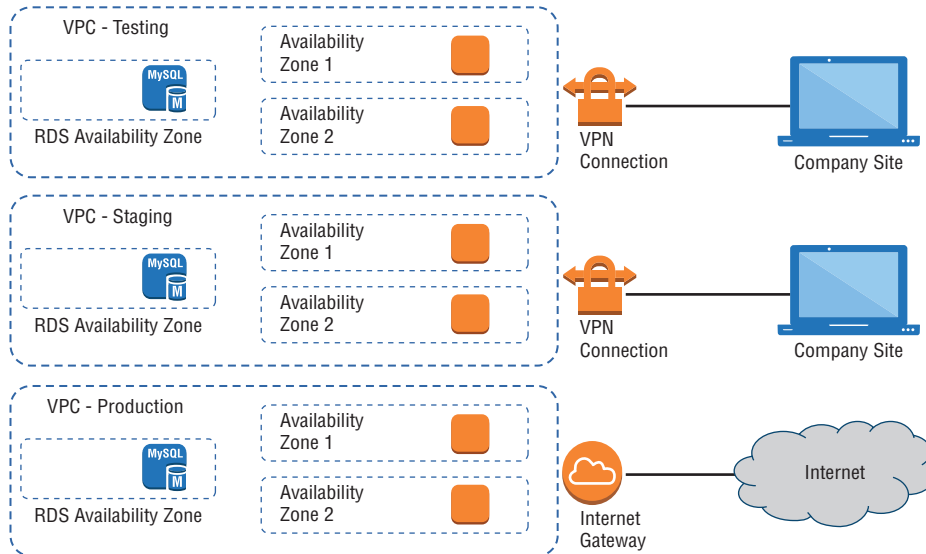 VPC - Testing
MySQL
M
RDS Availability Zone
Availability
Zone 1
Availability
Zone 2
VPN
Connection
Company Site
VPC - Staging
MySQL
M
RDS Availability Zone
Availability
Zone 1
Availability
Zone 2
VPN
Connection
Company Site
VPC - Production
MySQL
M
RDS Availability Zone
Availability
Zone 1
Availability
Zone 2
Internet
Gateway
Internet